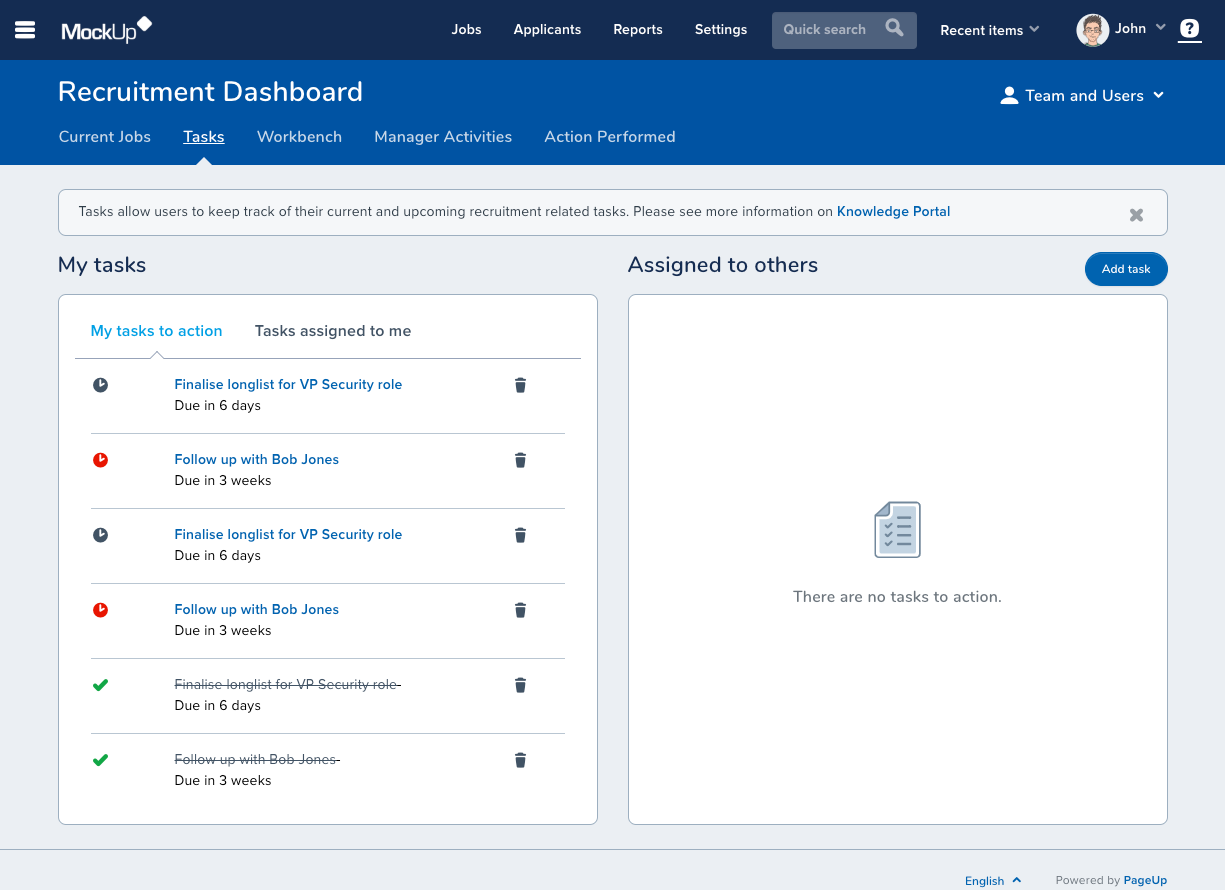 MockUp
Jobs
Applicants
Reports
Settings
Quick search
Recent items
John
?
Recruitment Dashboard
Team and Users
Current Jobs
Tasks
Workbench
Manager Activities
Action Performed
Tasks allow users to keep track of their current and upcoming recruitment related tasks. Please see more information on Knowledge Portal
My tasks
My tasks to action
Tasks assigned to me
Finalise longlist for VP Security role
Due in 6 days
Follow up with Bob Jones
Due in 3 weeks
Finalise longlist for VP Security role
Due in 6 days
Follow up with Bob Jones
Due in 3 weeks
Finalise longlist for VP Security role
Due in 6 days
Follow up with Bob Jones
Due in 3 weeks
Assigned to others
Add task
There are no tasks to action.
English
Powered by PageUp